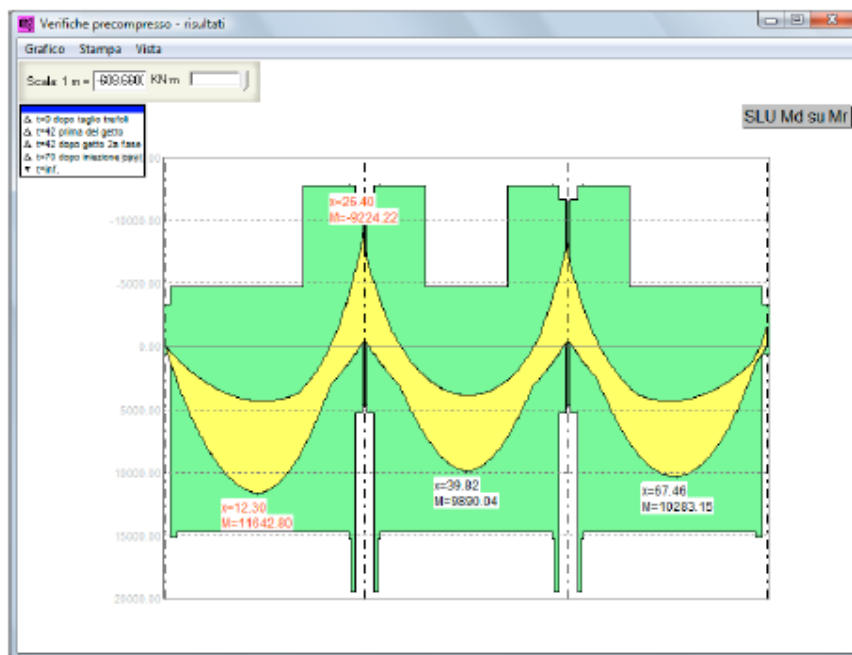 Verifiche precompresso - risultati
Grafico Stampa Vista
Scala: 1 m = KNm
t=0 dopo taglio trefoli
t=42 prima del getto
t=42 dopo getto 2a fase
t=70 dopo iniezione
t=inf.
SLU Md su Mr
-10000.00
x=25.40
M=-9224.22
-5000.00
0.00
5000.00
10000.00
x=39.82
M=9890.04
x=67.46
M=10283.15
x=12.30
M=11642.80
15000.00
20000.00